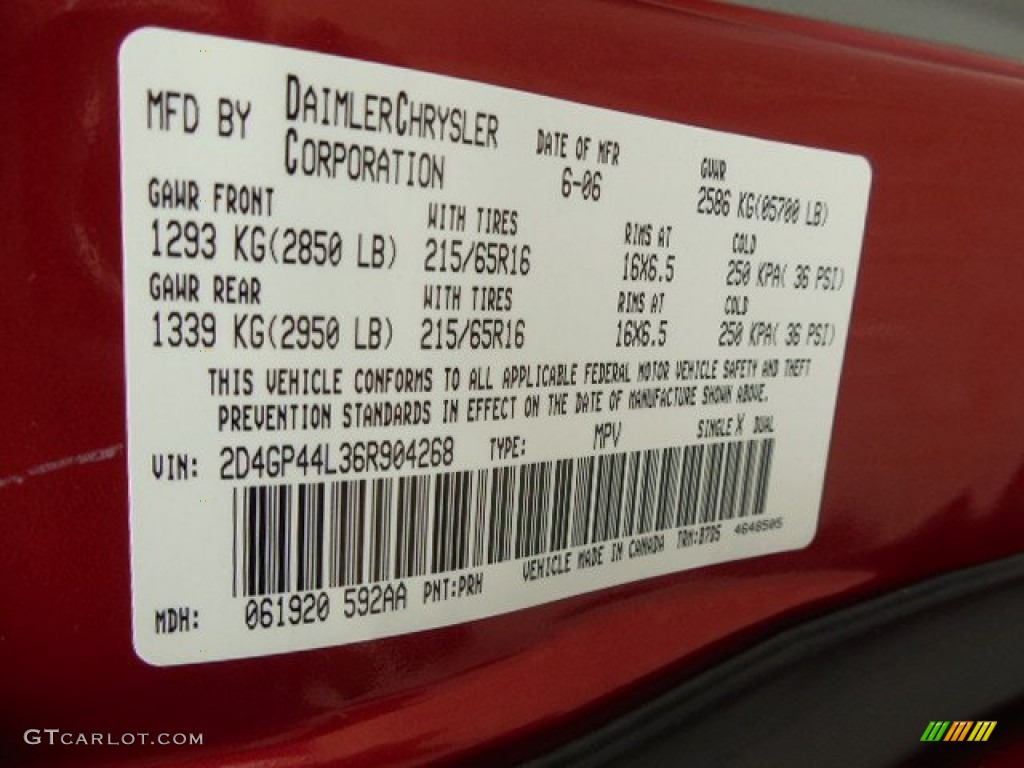 MFD BY DAIMLERCHRYSLER CORPORATION DATE OF MFR 6-06 GVWR 2586 KG(05700 LB)
GAWR FRONT WITH TIRES RIMS AT COLD
1293 KG(2850 LB) 215/65R16 16X6.5 250 KPA( 36 PSI)
GAWR REAR WITH TIRES RIMS AT COLD
1339 KG(2950 LB) 215/65R16 16X6.5 250 KPA( 36 PSI)
THIS VEHICLE CONFORMS TO ALL APPLICABLE FEDERAL MOTOR VEHICLE SAFETY AND THEFT
PREVENTION STANDARDS IN EFFECT ON THE DATE OF MANUFACTURE SHOWN ABOVE.
VIN: 2D4GP44L36R904268 TYPE: MPV SINGLE X DUAL
MDH: 061920 592AA PNT:PRH VEHICLE MADE IN CANADA TRM:B7D5 4648505
GTCARLOT.COM